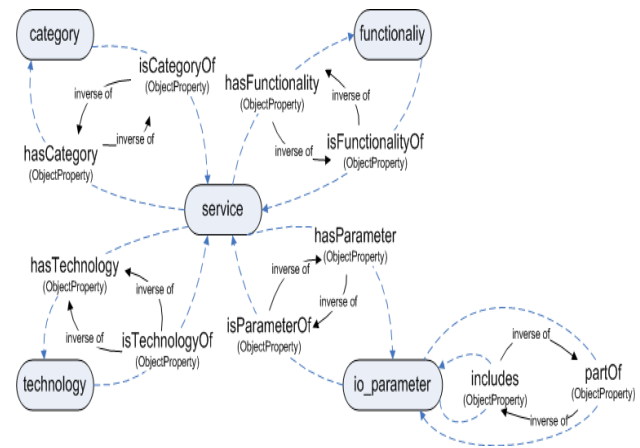 category
functionaliy
isCategoryOf
(ObjectProperty)
inverse of
inverse of
hasCategory
(ObjectProperty)
hasFunctionality
(ObjectProperty)
inverse of
inverse of
isFunctionalityOf
(ObjectProperty)
service
hasTechnology
(ObjectProperty)
inverse of
inverse of
isTechnologyOf
(ObjectProperty)
technology
hasParameter
(ObjectProperty)
inverse of
inverse of
isParameterOf
(ObjectProperty)
io_parameter
inverse of
includes
(ObjectProperty)
partOf
(ObjectProperty)
inverse of